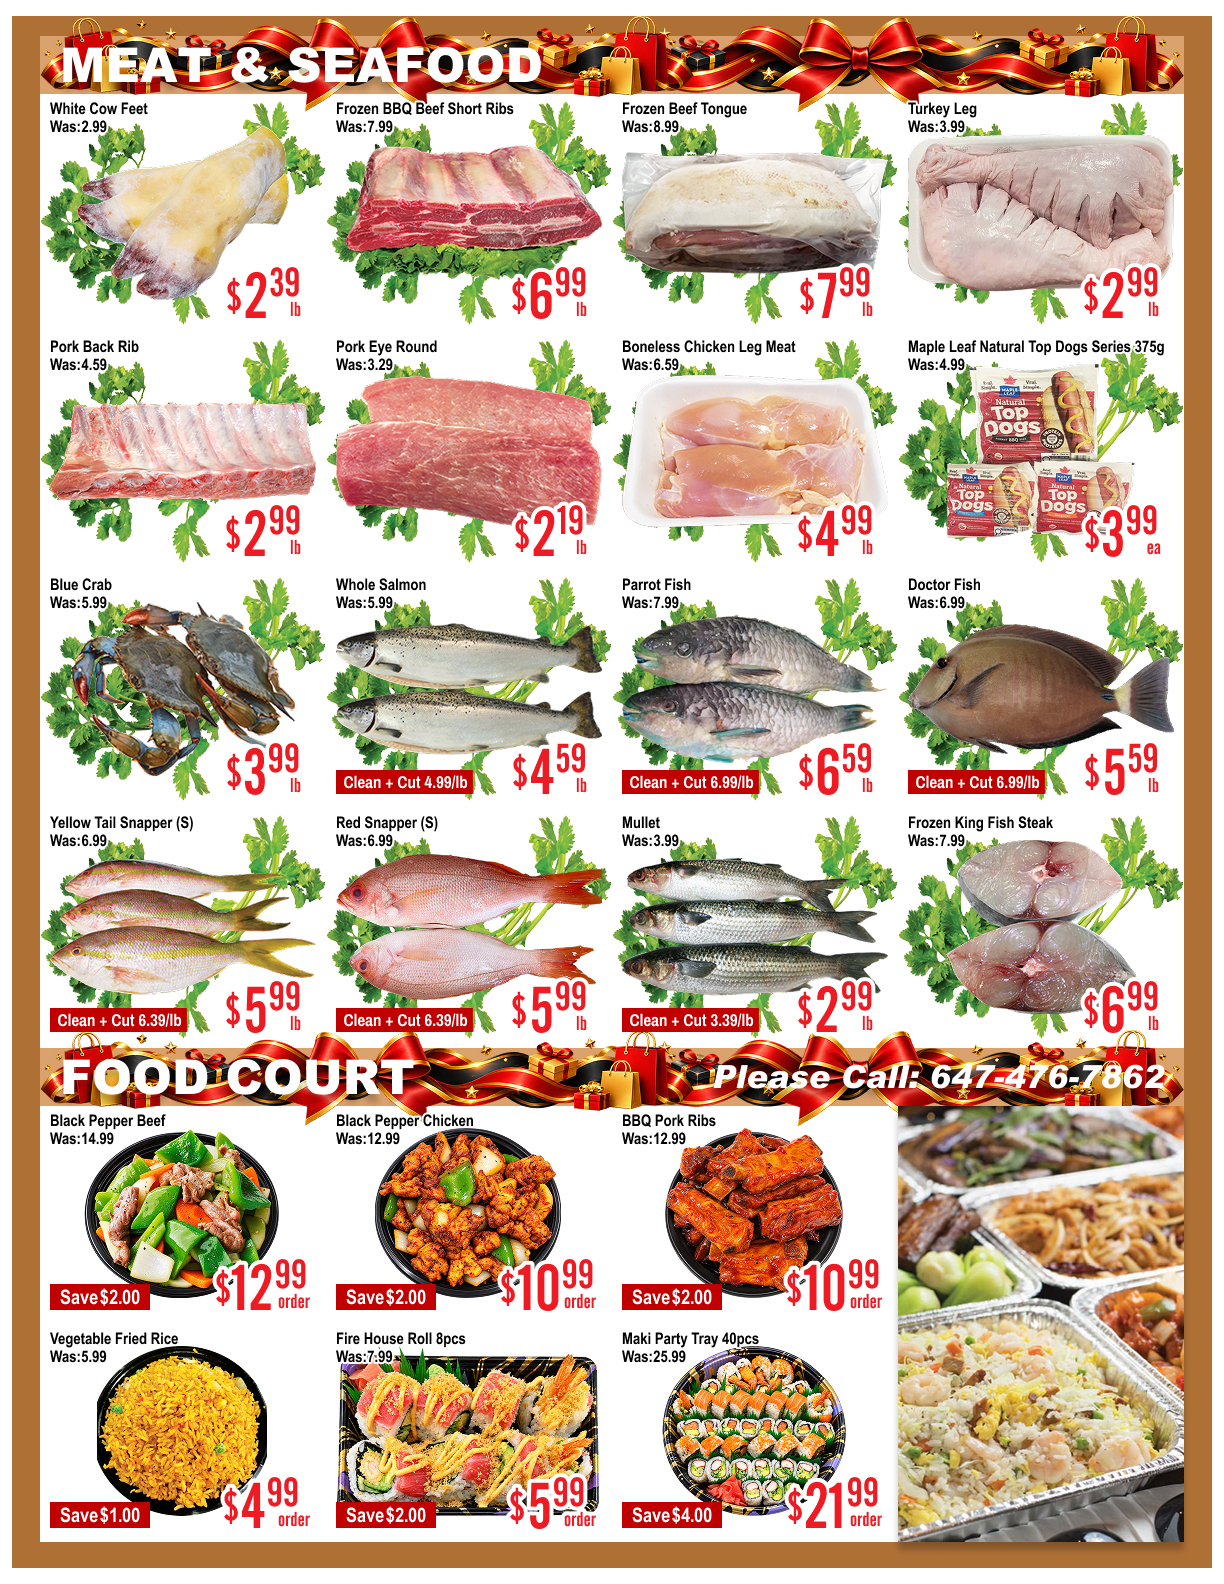 MEAT & SEAFOOD
White Cow Feet
Was:2.99
$2.39
lb
Frozen BBQ Beef Short Ribs
Was:7.99
$6.99
lb
Frozen Beef Tongue
Was:8.99
$7.99
lb
Turkey Leg
Was:3.99
$2.99
lb
Pork Back Rib
Was:4.59
$2.99
lb
Pork Eye Round
Was:3.29
$2.19
lb
Boneless Chicken Leg Meat
Was:6.59
$4.99
lb
Maple Leaf Natural Top Dogs Series 375g
Was:4.99
MAPLE LEAF
Natural
Top
Dogs
Natural
Top
Dogs
Natural
Top
Dogs
$3.99
ea
Blue Crab
Was:5.99
$3.99
lb
Whole Salmon
Was:5.99
Clean + Cut 4.99/lb
$4.59
lb
Parrot Fish
Was:7.99
Clean + Cut 6.99/lb
$6.59
lb
Doctor Fish
Was:6.99
Clean + Cut 6.99/lb
$5.59
lb
Yellow Tail Snapper (S)
Was:6.99
Clean + Cut 6.39/lb
$5.99
lb
Red Snapper (S)
Was:6.99
Clean + Cut 6.39/lb
$5.99
lb
Mullet
Was:3.99
Clean + Cut 3.39/lb
$2.99
lb
Frozen King Fish Steak
Was:7.99
$6.99
lb
FOOD COURT
Please Call: 647-476-7862
Black Pepper Beef
Was:14.99
Save $2.00
$12.99
order
Black Pepper Chicken
Was:12.99
Save $2.00
$10.99
order
BBQ Pork Ribs
Was:12.99
Save $2.00
$10.99
order
Vegetable Fried Rice
Was:5.99
Save $1.00
$4.99
order
Fire House Roll 8pcs
Was:7.99
Save $2.00
$5.99
order
Maki Party Tray 40pcs
Was:25.99
Save $4.00
$21.99
order